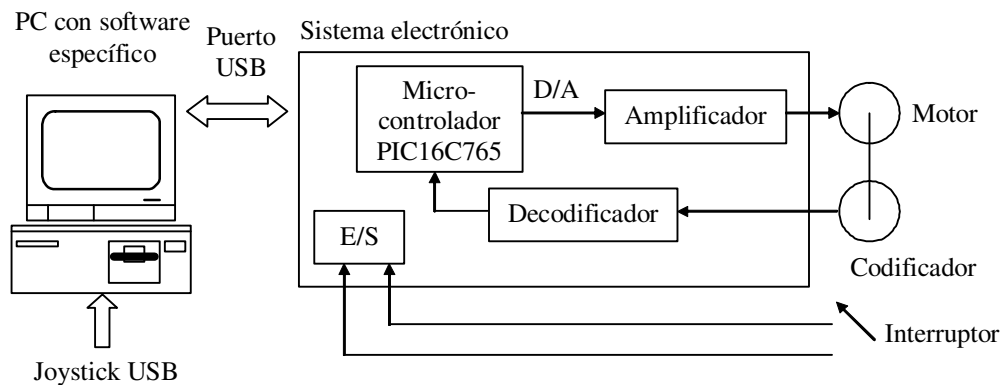 PC con software
específico
Puerto
USB
Sistema electrónico
Micro-
controlador
PIC16C765
D/A
Amplificador
Motor
Decodificador
E/S
Codificador
Interruptor
Joystick USB